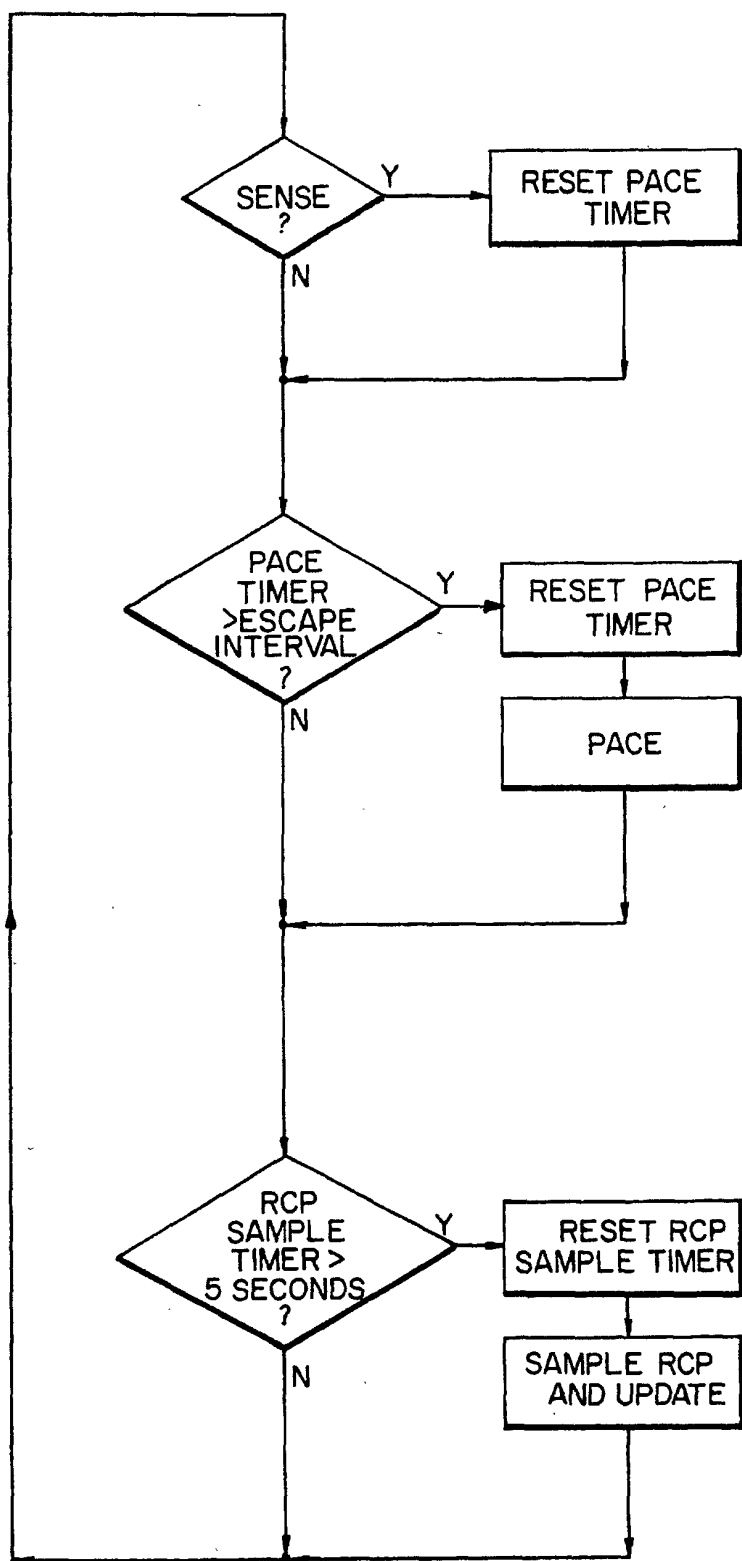 SENSE
?
Y
RESET PACE
TIMER
N
PACE
TIMER
>ESCAPE
INTERVAL
?
Y
RESET PACE
TIMER
PACE
N
RCP
SAMPLE
TIMER >
5 SECONDS
?
Y
RESET RCP
SAMPLE TIMER
SAMPLE RCP
AND UPDATE
N